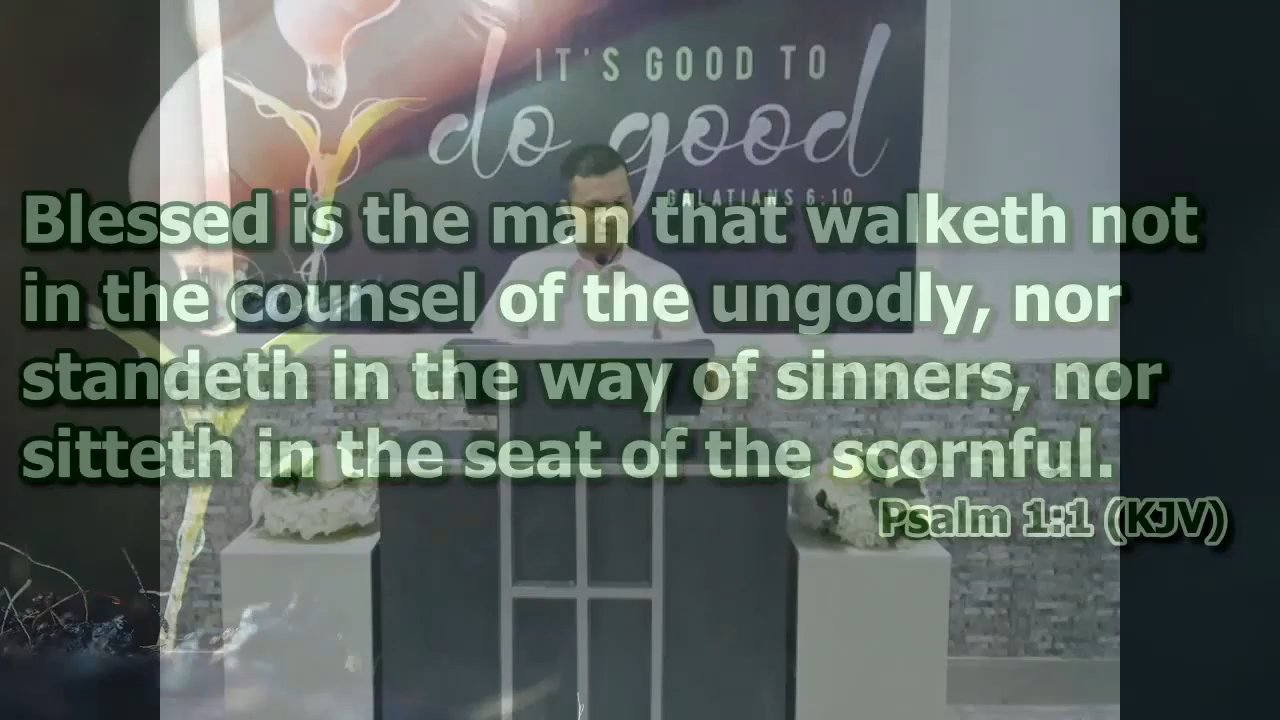 IT'S GOOD TO
do good
GALATIANS 6:10
Blessed is the man that walketh not
in the counsel of the ungodly, nor
standeth in the way of sinners, nor
sitteth in the seat of the scornful.
Psalm 1:1 (KJV)